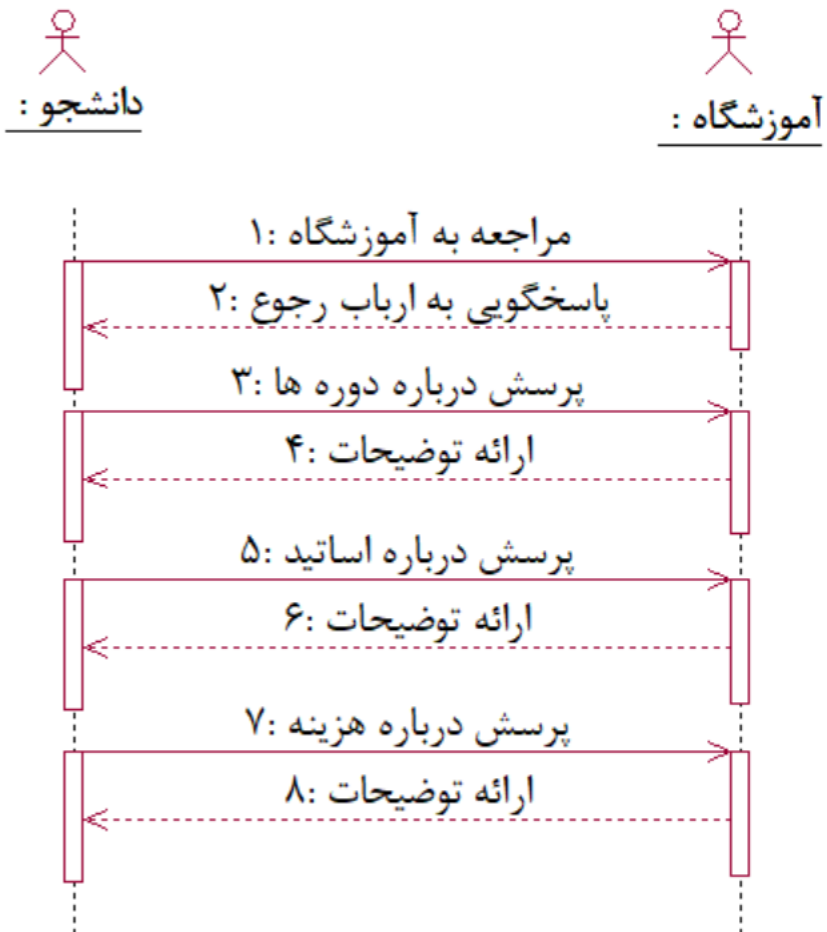 دانشجو :
آموزشگاه :
۱: مراجعه به آموزشگاه
۲: پاسخگویی به ارباب رجوع
۳: پرسش درباره دوره ها
۴: ارائه توضیحات
۵: پرسش درباره اساتید
۶: ارائه توضیحات
۷: پرسش درباره هزینه
۸: ارائه توضیحات